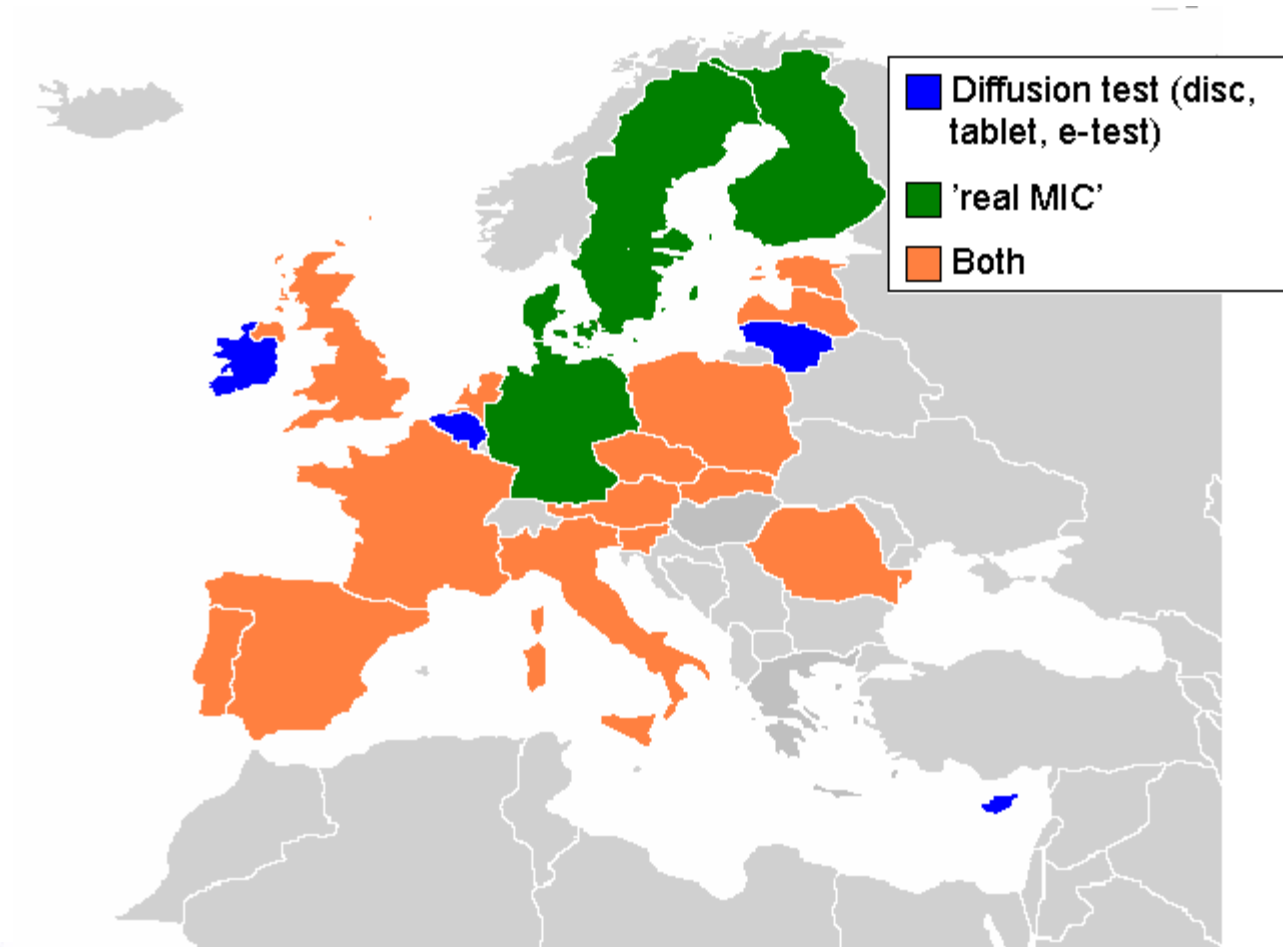 Diffusion test (disc,
tablet, e-test)
’real MIC’
Both